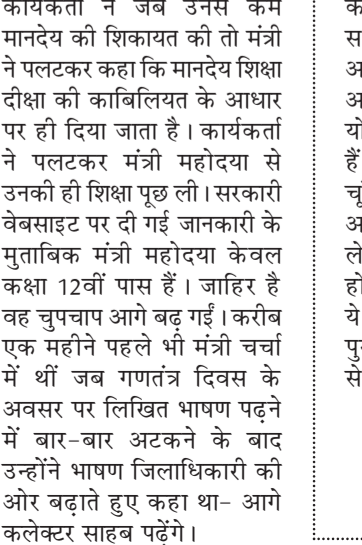 कार्यकर्ता ने जब उनसे कम
मानदेय की शिकायत की तो मंत्री
ने पलटकर कहा कि मानदेय शिक्षा
दीक्षा की काबिलियत के आधार
पर ही दिया जाता है। कार्यकर्ता
ने पलटकर मंत्री महोदया से
उनकी ही शिक्षा पूछ ली। सरकारी
वेबसाइट पर दी गई जानकारी के
मुताबिक मंत्री महोदया केवल
कक्षा 12वीं पास हैं। जाहिर है
वह चुपचाप आगे बढ़ गईं। करीब
एक महीने पहले भी मंत्री चर्चा
में थीं जब गणतंत्र दिवस के
अवसर पर लिखित भाषण पढ़ने
में बार-बार अटकने के बाद
उन्होंने भाषण जिलाधिकारी की
ओर बढ़ाते हुए कहा था- आगे
कलेक्टर साहब पढ़ेंगे।